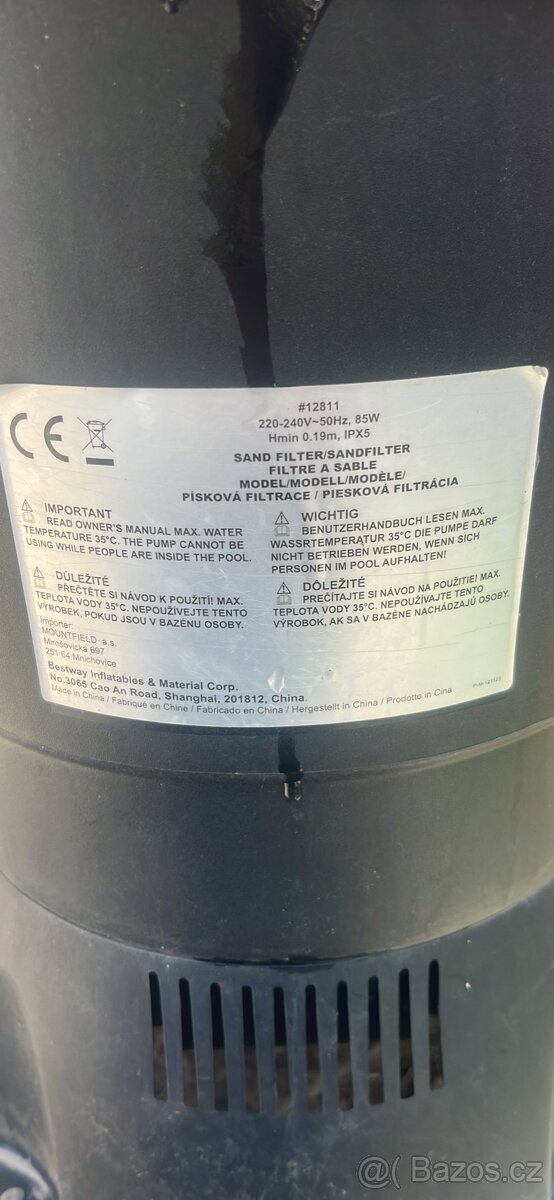 CE
#12811
220-240V~50Hz, 85W
Hmin 0.19m, IPX5
SAND FILTER/SANDFILTER
FILTRE A SABLE
MODEL/MODELL/MODÈLE/
PÍSKOVÁ FILTRACE / PIESKOVÁ FILTRÁCIA
IMPORTANT
READ OWNER'S MANUAL MAX. WATER
TEMPERATURE 35°C. THE PUMP CANNOT BE
USING WHILE PEOPLE ARE INSIDE THE POOL.
WICHTIG
BENUTZERHANDBUCH LESEN MAX.
WASSRTEMPERATUR 35°C DIE PUMPE DARF
NICHT BETRIEBEN WERDEN, WENN SICH
PERSONEN IM POOL AUFHALTEN!
DŮLEŽITÉ
PŘEČTĚTE SI NÁVOD K POUŽITÍ! MAX.
TEPLOTA VODY 35°C. NEPOUŽÍVEJTE TENTO
VÝROBEK, POKUD JSOU V BAZÉNU OSOBY.
DÔLEŽITÉ
PREČÍTAJTE SI NÁVOD NA POUŽITIE! MAX.
TEPLOTA VODY 35°C. NEPOUŽÍVAJTE TENTO
VÝROBOK, AK SA V BAZÉNE NACHÁDZAJÚ OSOBY.
Importer:
MOUNTFIELD a.s.
Mirošovická 697
251 64 Mnichovice
Bestway Inflatables & Material Corp.
No.3065 Cao An Road, Shanghai, 201812, China
Made in China / Fabriqué en Chine / Fabricado en China / Hergestellt in China / Prodotto in Cina
@( Bazoš.cz